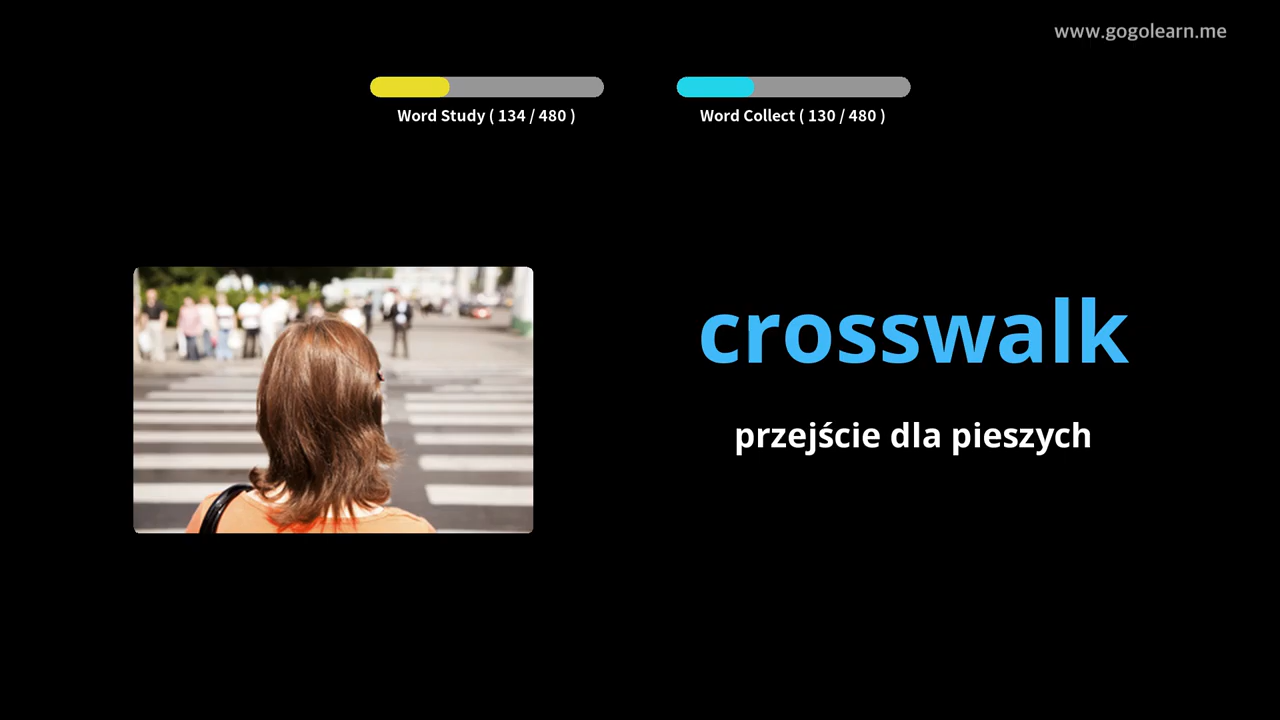 www.gogolearn.me
Word Study ( 134 / 480 )
Word Collect ( 130 / 480 )
crosswalk
przejście dla pieszych